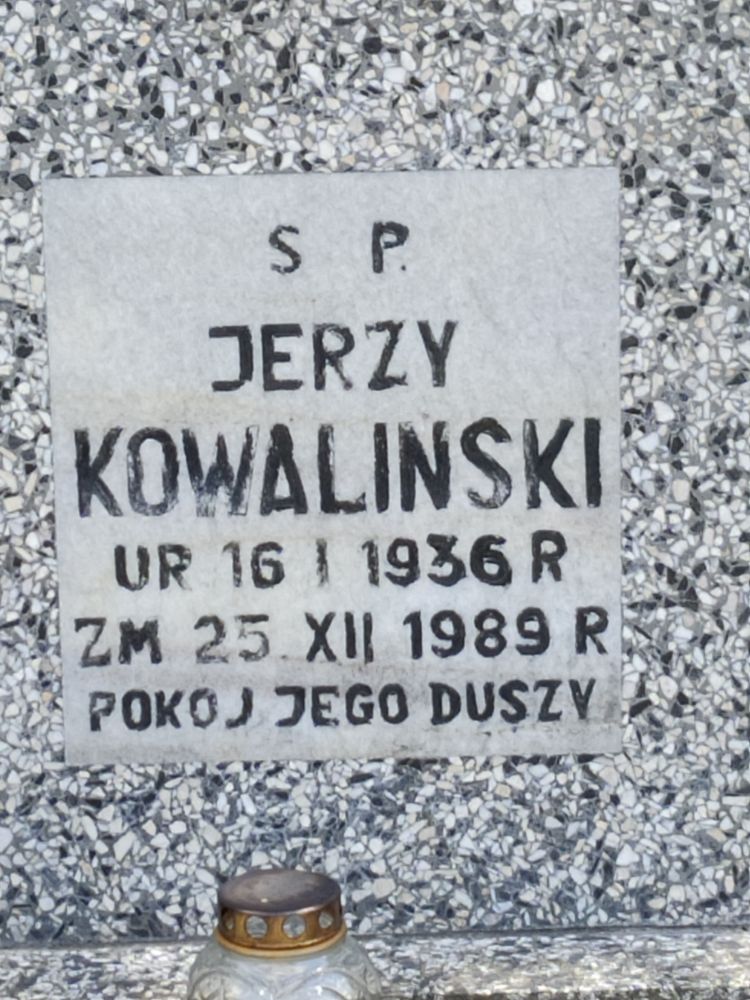 S P.
JERZY
KOWALINSKI
UR 16 I 1936 R
ZM 25. XII 1989 R
POKOJ JEGO DUSZY